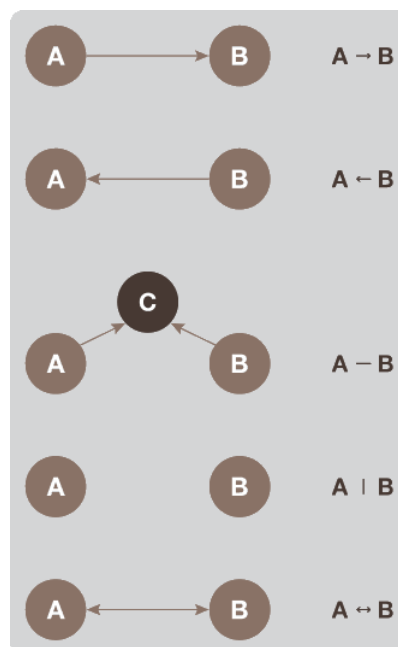 A B A → B
A B A ← B
C
A B A — B
A B A | B
A B A ↔ B